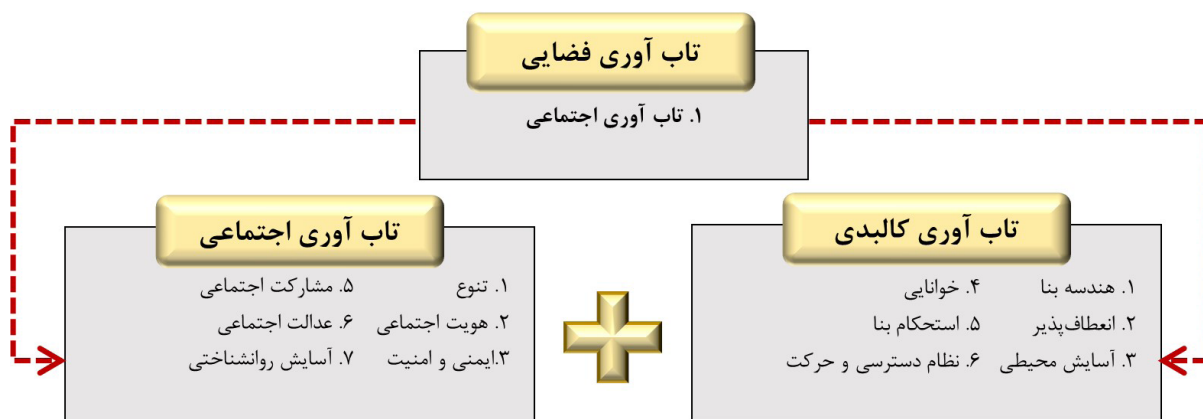 تاب آوری فضایی
۱. تاب آوری اجتماعی
تاب آوری کالبدی
۱. هندسه بنا
۲. انعطاف‌پذیر
۳. آسایش محیطی
۴. خوانایی
۵. استحکام بنا
۶. نظام دسترسی و حرکت
تاب آوری اجتماعی
۱. تنوع
۲. هویت اجتماعی
۳.ایمنی و امنیت
۵. مشارکت اجتماعی
۶. عدالت اجتماعی
۷. آسایش روانشناختی